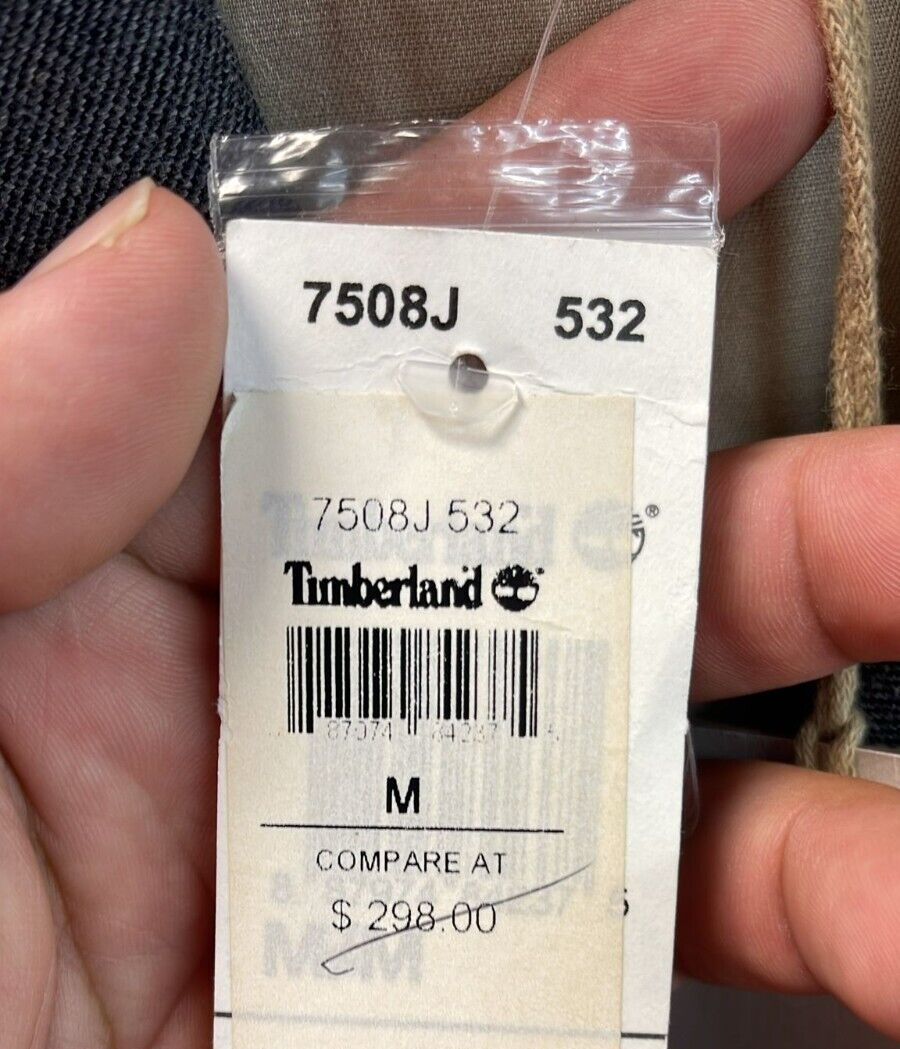 7508J 532
7508J 532
Timberland
M
COMPARE AT
$ 298.00